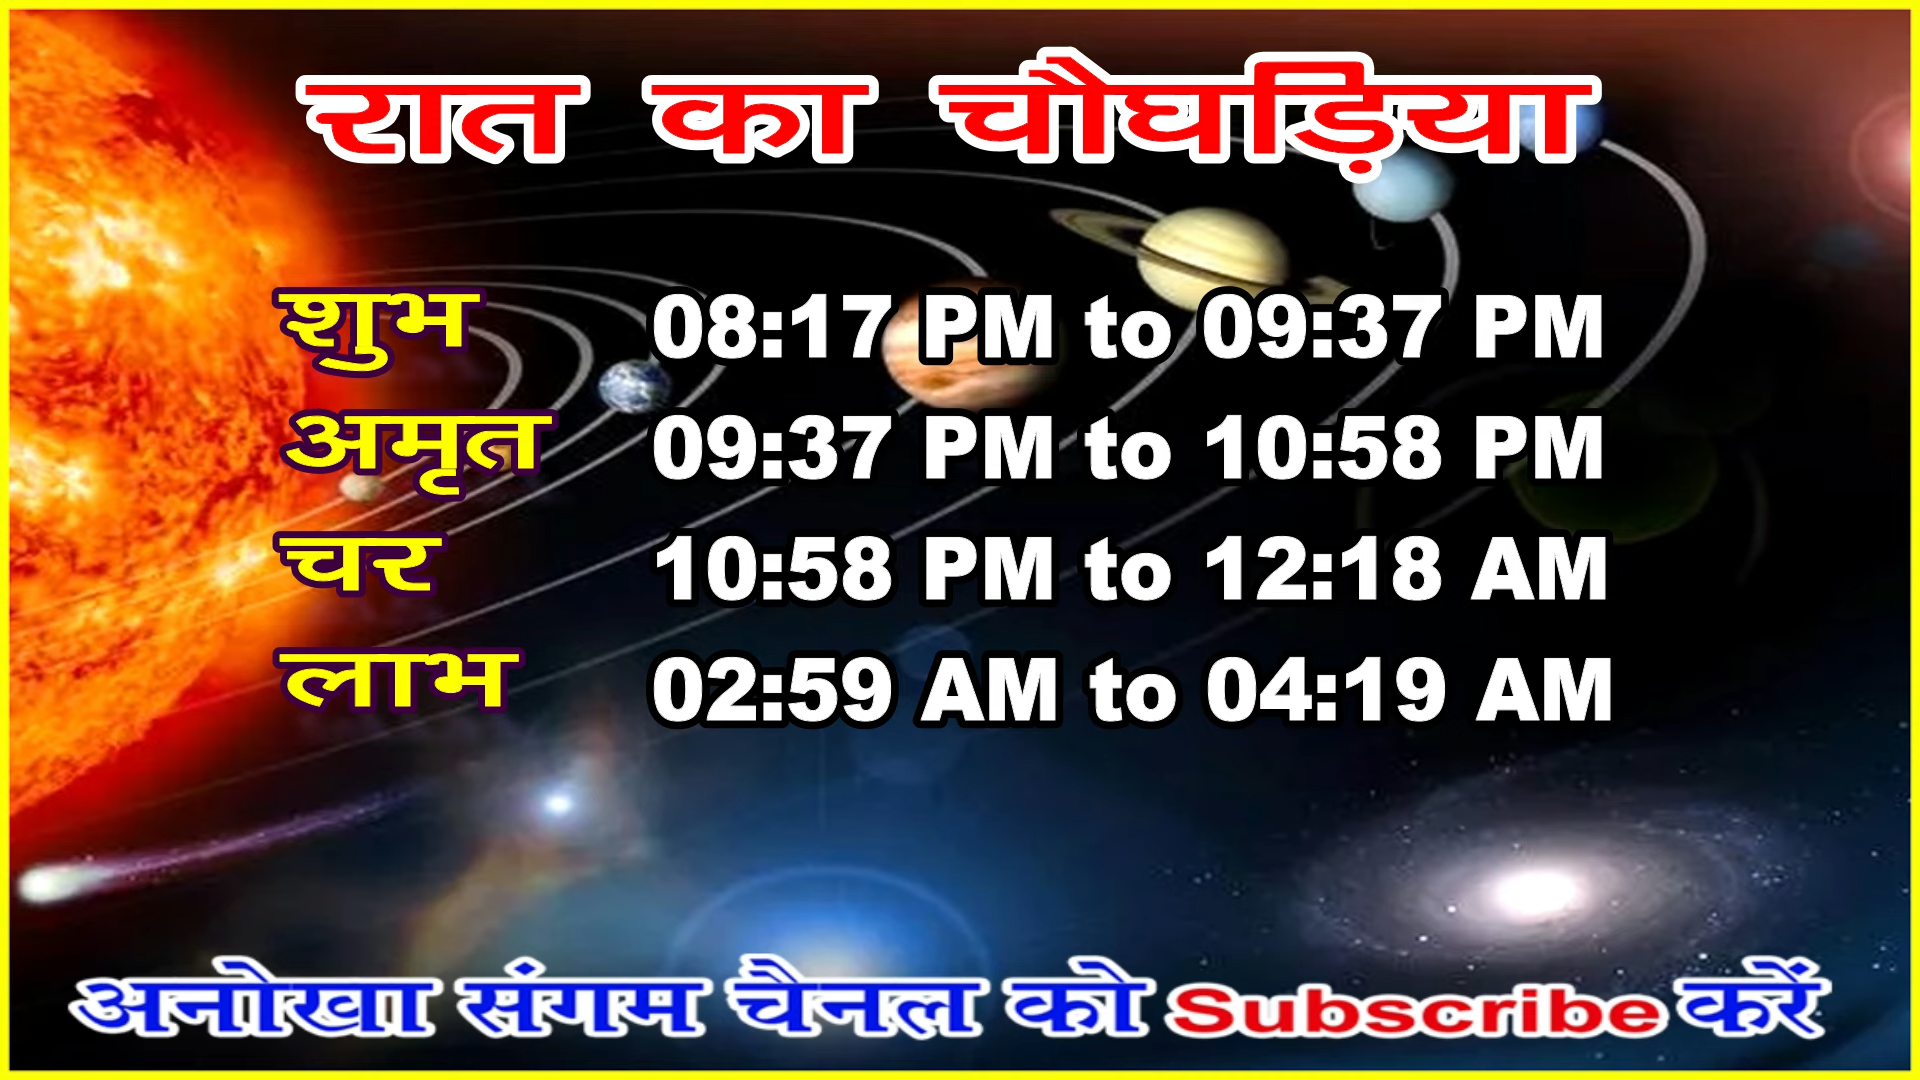 रात का चौघड़िया
शुभ 08:17 PM to 09:37 PM
अमृत 09:37 PM to 10:58 PM
चर 10:58 PM to 12:18 AM
लाभ 02:59 AM to 04:19 AM
अनोखा संगम चैनल को Subscribe करें